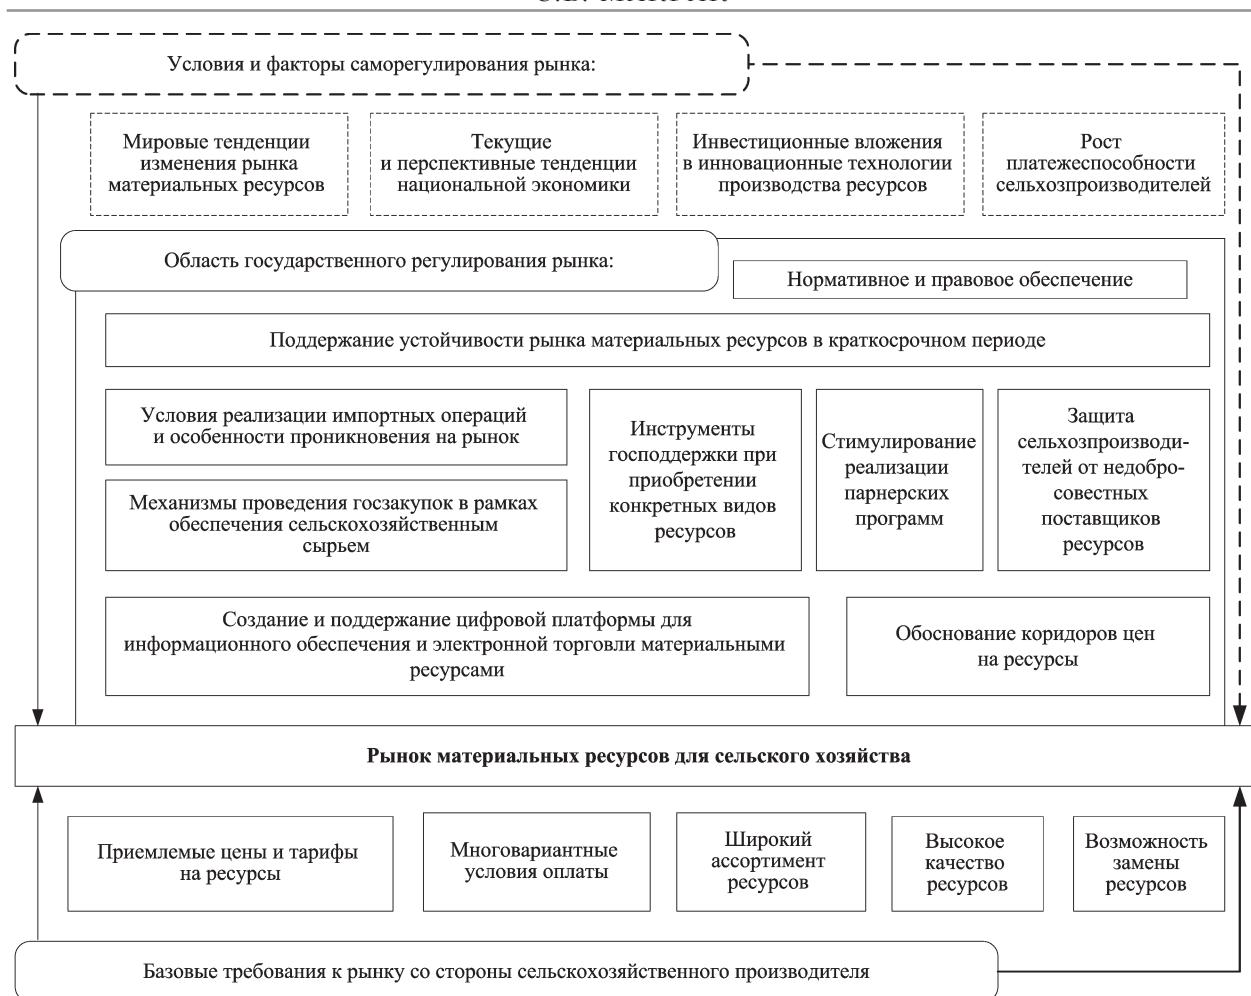 Условия и факторы саморегулирования рынка:
Мировые тенденции
изменения рынка
материальных ресурсов
Текущие
и перспективные тенденции
национальной экономики
Инвестиционные вложения
в инновационные технологии
производства ресурсов
Рост
платежеспособности
сельхозпроизводителей
Область государственного регулирования рынка:
Нормативное и правовое обеспечение
Поддержание устойчивости рынка материальных ресурсов в краткосрочном периоде
Условия реализации импортных операций
и особенности проникновения на рынок
Механизмы проведения госзакупок в рамках
обеспечения сельскохозяйственным
сырьем
Инструменты
господдержки при
приобретении
конкретных видов
ресурсов
Стимулирование
реализации
парнерских
программ
Защита
сельхозпроизводи-
телей от недобро-
совестных
поставщиков
ресурсов
Создание и поддержание цифровой платформы для
информационного обеспечения и электронной торговли материальными
ресурсами
Обоснование коридоров цен
на ресурсы
Рынок материальных ресурсов для сельского хозяйства
Приемлемые цены и тарифы
на ресурсы
Многовариантные
условия оплаты
Широкий
ассортимент
ресурсов
Высокое
качество
ресурсов
Возможность
замены
ресурсов
Базовые требования к рынку со стороны сельскохозяйственного производителя